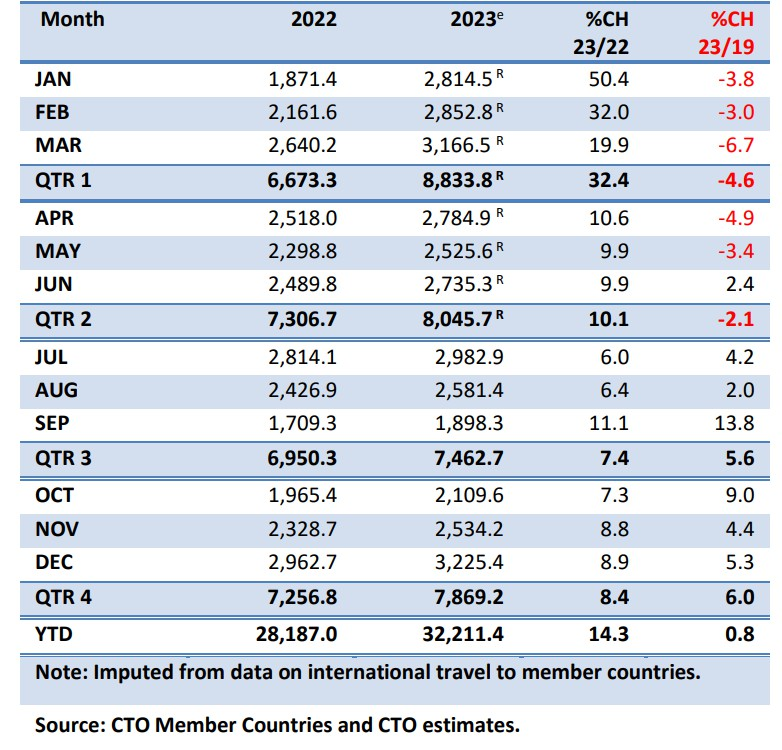 Month 2022 2023ᵉ %CH 23/22 %CH 23/19
JAN 1,871.4 2,814.5 ᴿ 50.4 -3.8
FEB 2,161.6 2,852.8 ᴿ 32.0 -3.0
MAR 2,640.2 3,166.5 ᴿ 19.9 -6.7
QTR 1 6,673.3 8,833.8 ᴿ 32.4 -4.6
APR 2,518.0 2,784.9 ᴿ 10.6 -4.9
MAY 2,298.8 2,525.6 ᴿ 9.9 -3.4
JUN 2,489.8 2,735.3 ᴿ 9.9 2.4
QTR 2 7,306.7 8,045.7 ᴿ 10.1 -2.1
JUL 2,814.1 2,982.9 6.0 4.2
AUG 2,426.9 2,581.4 6.4 2.0
SEP 1,709.3 1,898.3 11.1 13.8
QTR 3 6,950.3 7,462.7 7.4 5.6
OCT 1,965.4 2,109.6 7.3 9.0
NOV 2,328.7 2,534.2 8.8 4.4
DEC 2,962.7 3,225.4 8.9 5.3
QTR 4 7,256.8 7,869.2 8.4 6.0
YTD 28,187.0 32,211.4 14.3 0.8
Note: Imputed from data on international travel to member countries.
Source: CTO Member Countries and CTO estimates.